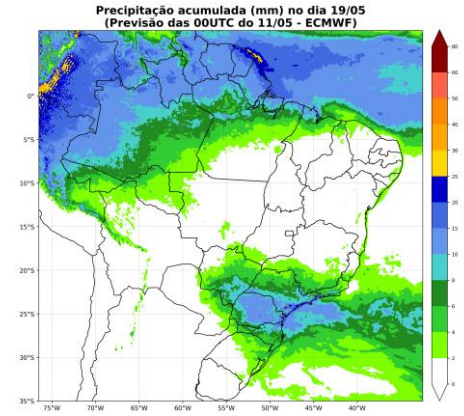 Precipitação acumulada (mm) no dia 19/05
(Previsão das 00UTC do 11/05 - ECMWF)
80
60
50
40
30
25
20
15
10
8
6
4
2
0
0°
5°S
10°S
15°S
20°S
25°S
30°S
35°S
75°W 70°W 65°W 60°W 55°W 50°W 45°W 40°W